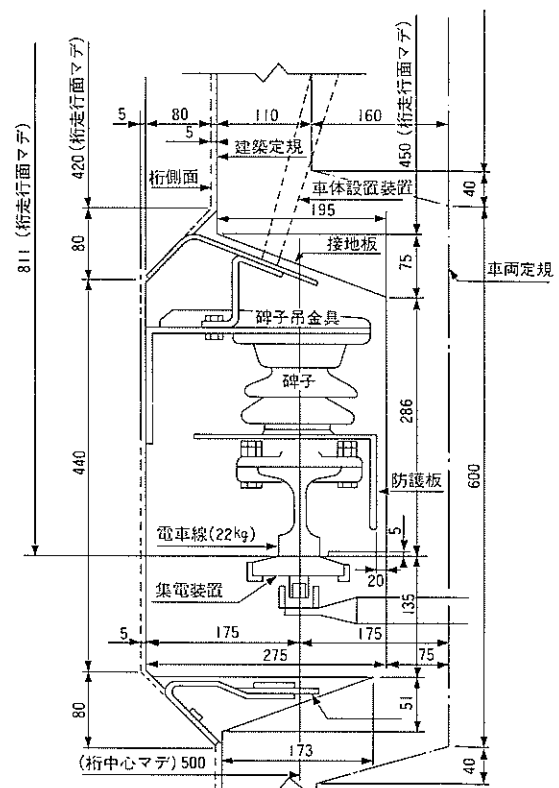 5
80
110
160
5
建築定規
桁側面
車体設置装置
195
接地板
420 (桁走行面マデ)
450 (桁走行面マデ)
811 (桁走行面マデ)
40
80
75
車両定規
碑子吊金具
碑子
286
440
600
防護板
電車線(22kg)
5
集電装置
20
135
5
175
175
275
75
80
51
173
(桁中心マデ) 500
40